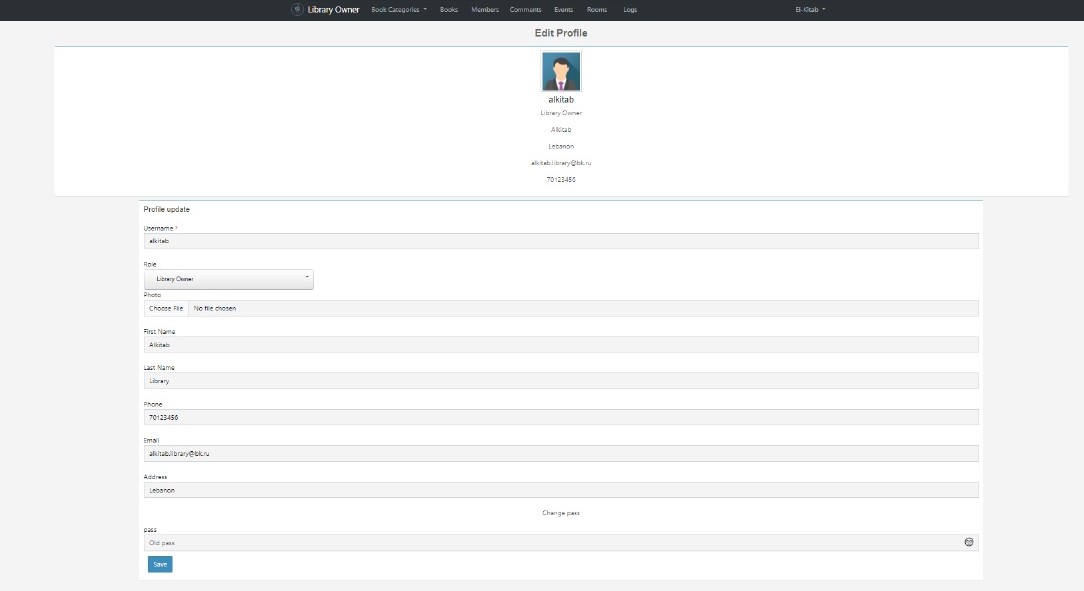 Library Owner Book Categories Books Members Comments Events Rooms Logs El-Kitab
Edit Profile
alkitab
Library Owner
Alkitab
Lebanon
alkitab.library@bk.ru
70123456
Profile update
Username *
alkitab
Role
Library Owner
Photo
Choose File No file chosen
First Name
Alkitab
Last Name
Library
Phone
70123456
Email
alkitab.library@bk.ru
Address
Lebanon
Change pass
pass
Old pass
Save